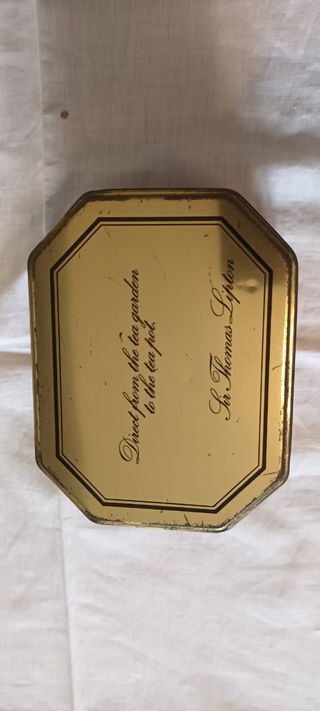 Direct from the tea garden
to the tea pot.
Sir Thomas Lipton